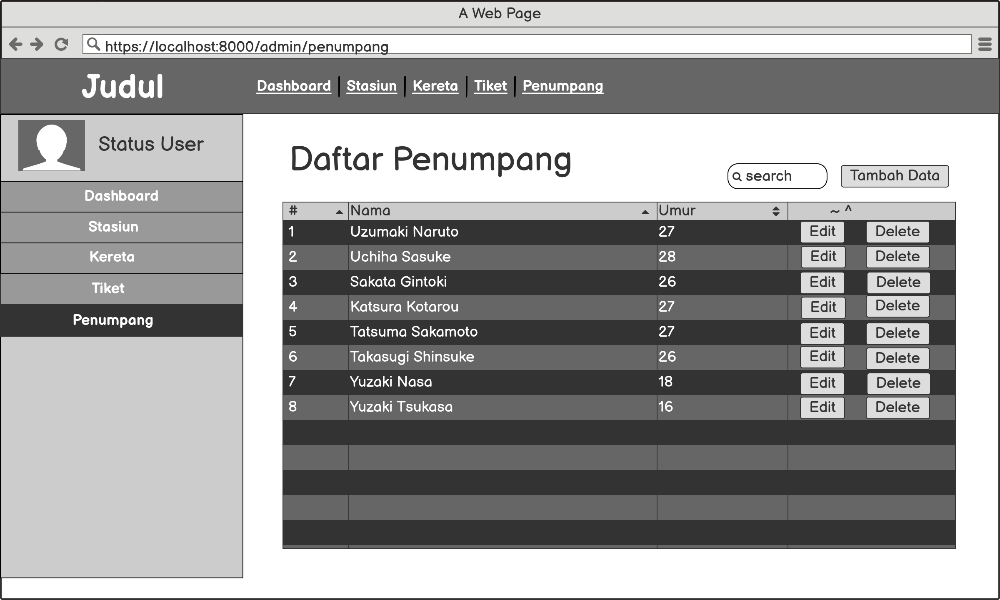 A Web Page
https://localhost:8000/admin/penumpang
Judul
Dashboard Stasiun Kereta Tiket Penumpang
Status User
Dashboard
Stasiun
Kereta
Tiket
Penumpang
Daftar Penumpang
search
Tambah Data
# Nama Umur ~ ^
1 Uzumaki Naruto 27 Edit Delete
2 Uchiha Sasuke 28 Edit Delete
3 Sakata Gintoki 26 Edit Delete
4 Katsura Kotarou 27 Edit Delete
5 Tatsuma Sakamoto 27 Edit Delete
6 Takasugi Shinsuke 26 Edit Delete
7 Yuzaki Nasa 18 Edit Delete
8 Yuzaki Tsukasa 16 Edit Delete